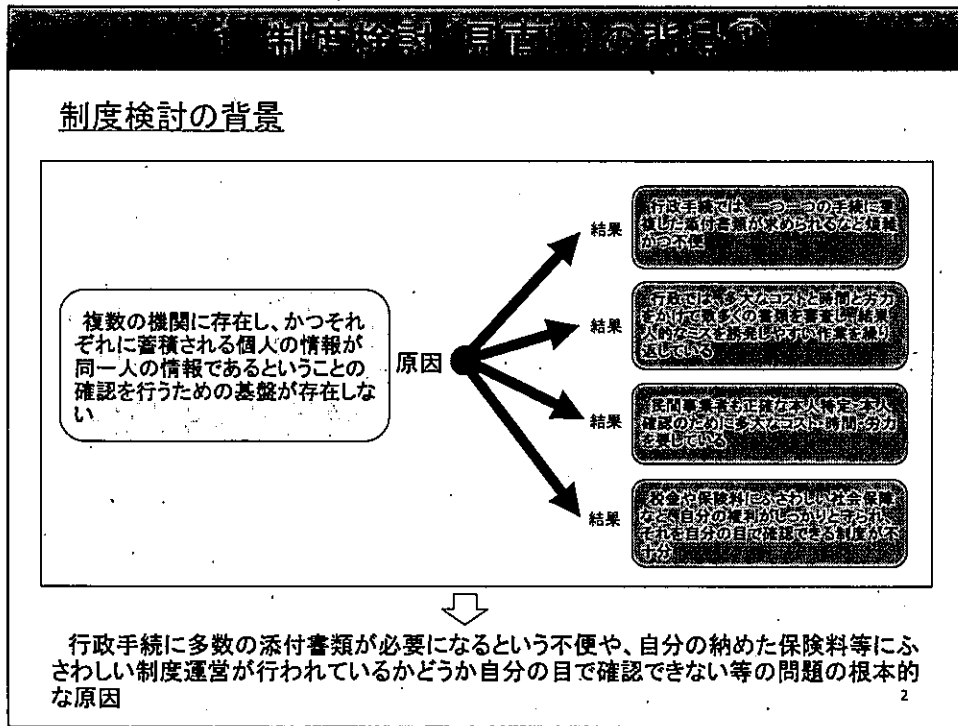 制度検討の背景
複数の機関に存在し、かつそれ
ぞれに蓄積される個人の情報が
同一人の情報であるということの
確認を行うための基盤が存在しな
い
原因
結果
行政手続では、一つ一つの手続に重
複した添付書類が求められるなど煩雑
かつ不便
結果
行政では、多大なコストと時間と労力
をかけて数多くの書類を審査し、結果
人的なミスを誘発しやすい作業を繰り
返している
結果
民間事業者も正確な本人特定・本人
確認のために多大なコスト・時間・労力
を要している
結果
税金や保険料にふさわしい社会保障
など、自分の権利がしっかりと守られ、
それを自分の目で確認できる制度が不
十分
行政手続に多数の添付書類が必要になるという不便や、自分の納めた保険料等にふ
さわしい制度運営が行われているかどうか自分の目で確認できない等の問題の根本的
な原因
2